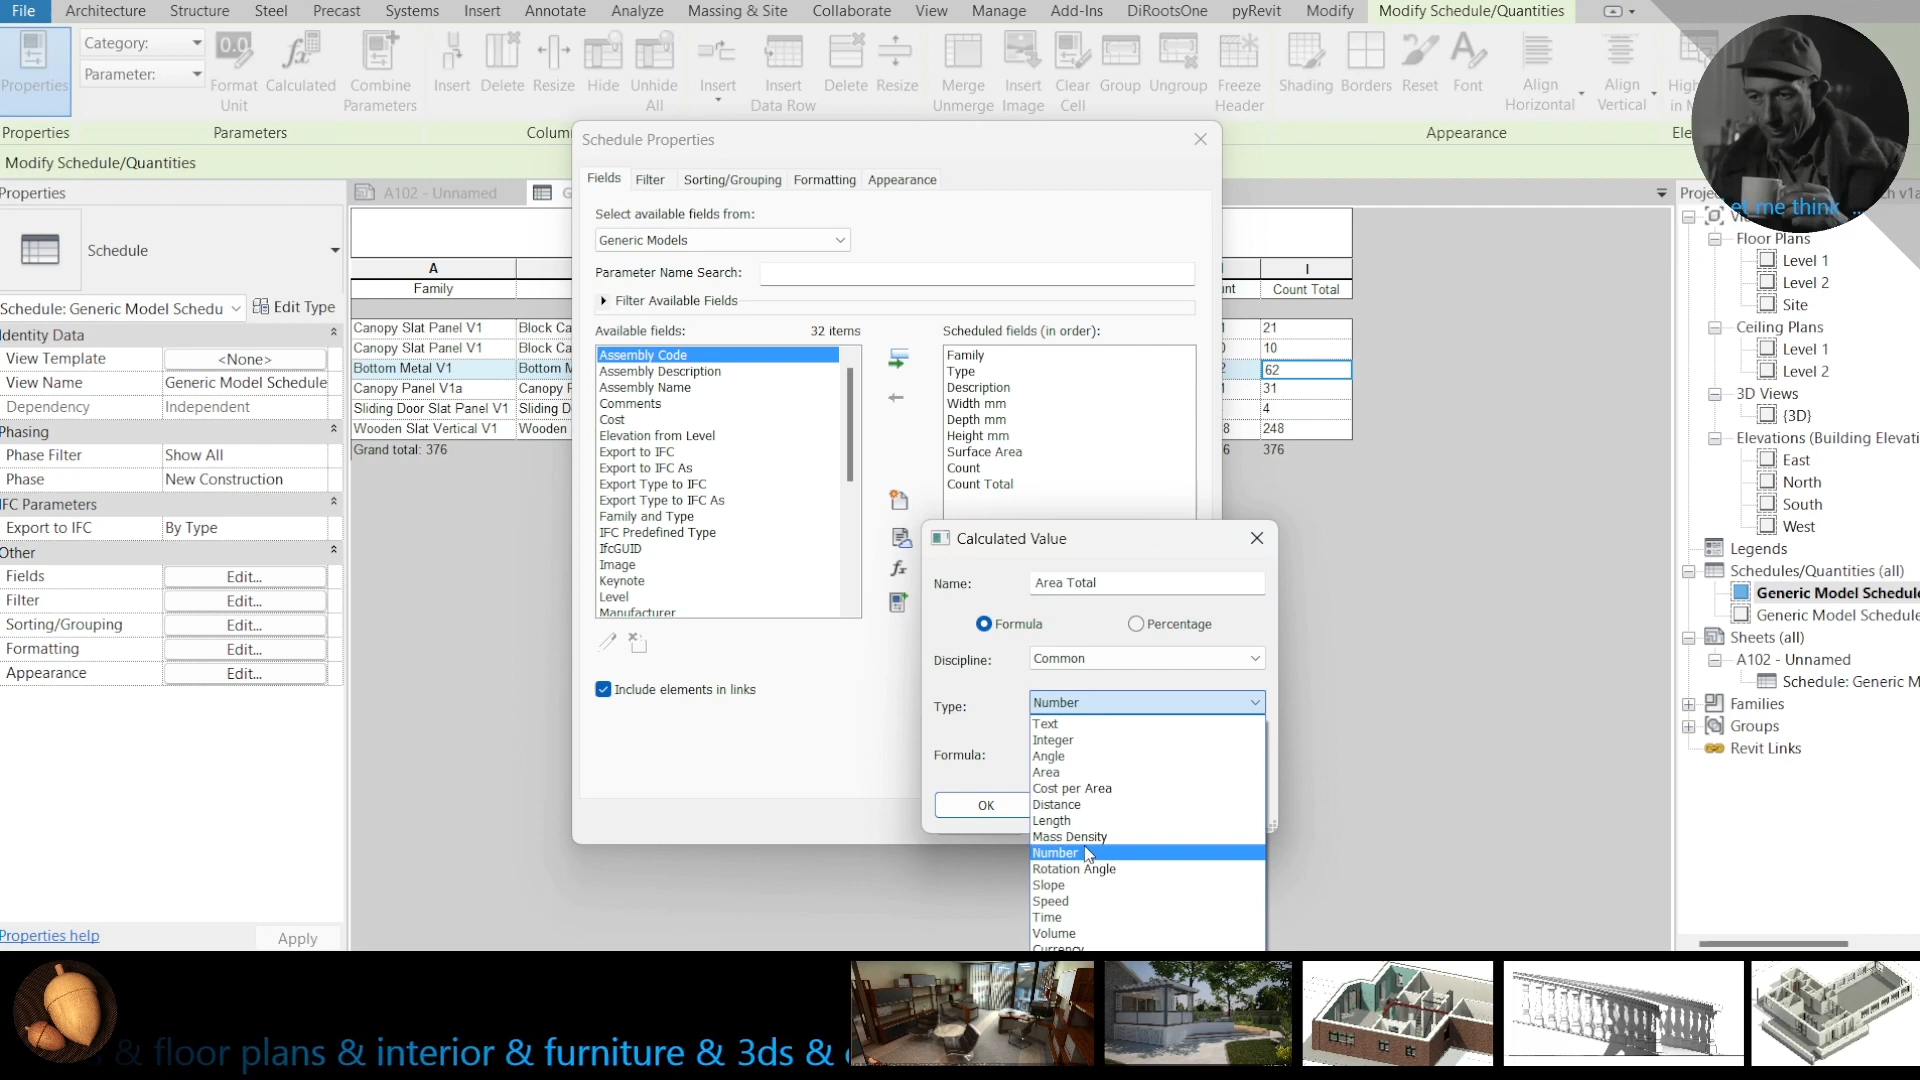 File Architecture Structure Steel Precast Systems Insert Annotate Analyze Massing & Site Collaborate View Manage Add-Ins DiRootsOne pyRevit Modify Modify Schedule/Quantities
Category:
Parameter:
Properties
Format Unit
Calculated
Combine Parameters
Insert Delete Resize Hide Unhide All
Insert
Insert Data Row
Delete Resize
Merge Unmerge
Insert Image
Clear Cell
Group Ungroup
Freeze Header
Shading Borders Reset Font
Align Horizontal
Align Vertical
Properties
Parameters
Appearance
Modify Schedule/Quantities
Properties
Schedule
Schedule: Generic Model Schedu
Edit Type
Identity Data
View Template <None>
View Name Generic Model Schedule
Dependency Independent
Phasing
Phase Filter Show All
Phase New Construction
IFC Parameters
Export to IFC By Type
Other
Fields Edit...
Filter Edit...
Sorting/Grouping Edit...
Formatting Edit...
Appearance Edit...
Properties help
Apply
A102 - Unnamed
A
Family
I
Count Total
Canopy Slat Panel V1 Block Ca 21
Canopy Slat Panel V1 Block Ca 10
Bottom Metal V1 Bottom M 62
Canopy Panel V1a Canopy P 31
Sliding Door Slat Panel V1 Sliding D 4
Wooden Slat Vertical V1 Wooden 248
Grand total: 376 376
Schedule Properties
Fields Filter Sorting/Grouping Formatting Appearance
Select available fields from:
Generic Models
Parameter Name Search:
Filter Available Fields
Available fields: 32 items
Assembly Code
Assembly Description
Assembly Name
Comments
Cost
Elevation from Level
Export to IFC
Export to IFC As
Export Type to IFC
Export Type to IFC As
Family and Type
IFC Predefined Type
IfcGUID
Image
Keynote
Level
Manufacturer
Include elements in links
Scheduled fields (in order):
Family
Type
Description
Width mm
Depth mm
Height mm
Surface Area
Count
Count Total
Calculated Value
Name: Area Total
Formula Percentage
Discipline: Common
Type: Number
Formula:
OK
Text
Integer
Angle
Area
Cost per Area
Distance
Length
Mass Density
Number
Rotation Angle
Slope
Speed
Time
Volume
Currency
et me think ..
Floor Plans
Level 1
Level 2
Site
Ceiling Plans
Level 1
Level 2
3D Views
{3D}
Elevations (Building Elevati
East
North
South
West
Legends
Schedules/Quantities (all)
Generic Model Schedule
Generic Model Schedule
Sheets (all)
A102 - Unnamed
Schedule: Generic M
Families
Groups
Revit Links
& floor plans & interior & furniture & 3ds &